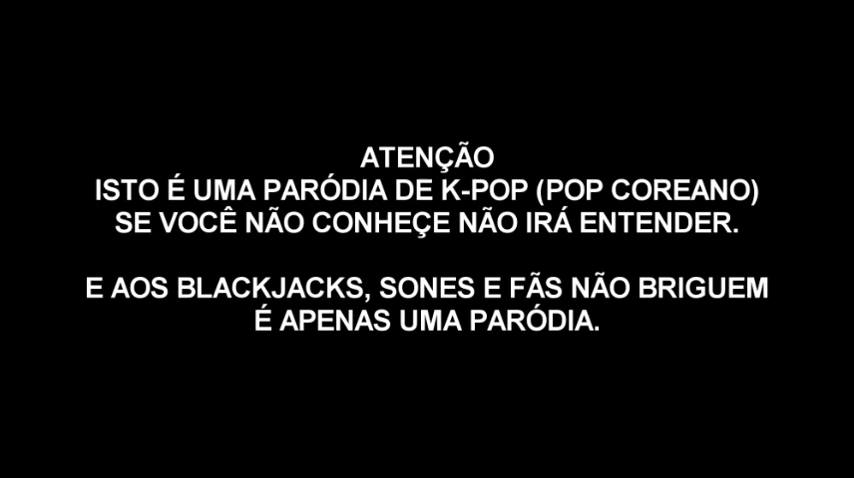 ATENÇÃO
ISTO É UMA PARÓDIA DE K-POP (POP COREANO)
SE VOCÊ NÃO CONHEÇE NÃO IRÁ ENTENDER.
E AOS BLACKJACKS, SONES E FÃS NÃO BRIGUEM
É APENAS UMA PARÓDIA.